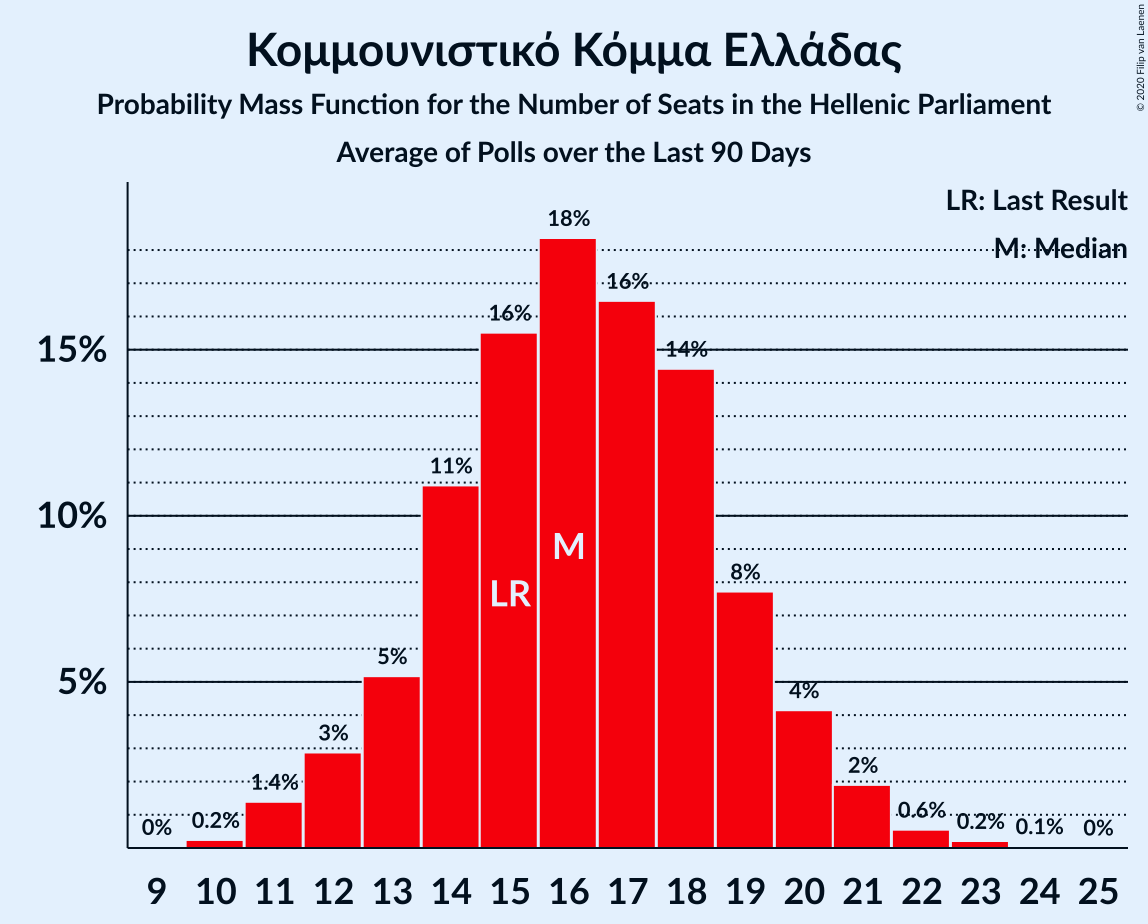 Κομμουνιστικό Κόμμα Ελλάδας
Probability Mass Function for the Number of Seats in the Hellenic Parliament
Average of Polls over the Last 90 Days
© 2020 Filip van Laenen
LR: Last Result
M: Median
15%
10%
5%
0%
0.2%
1.4%
3%
5%
11%
16%
18%
16%
14%
8%
4%
2%
0.6%
0.2%
0.1%
0%
LR
M
9 10 11 12 13 14 15 16 17 18 19 20 21 22 23 24 25